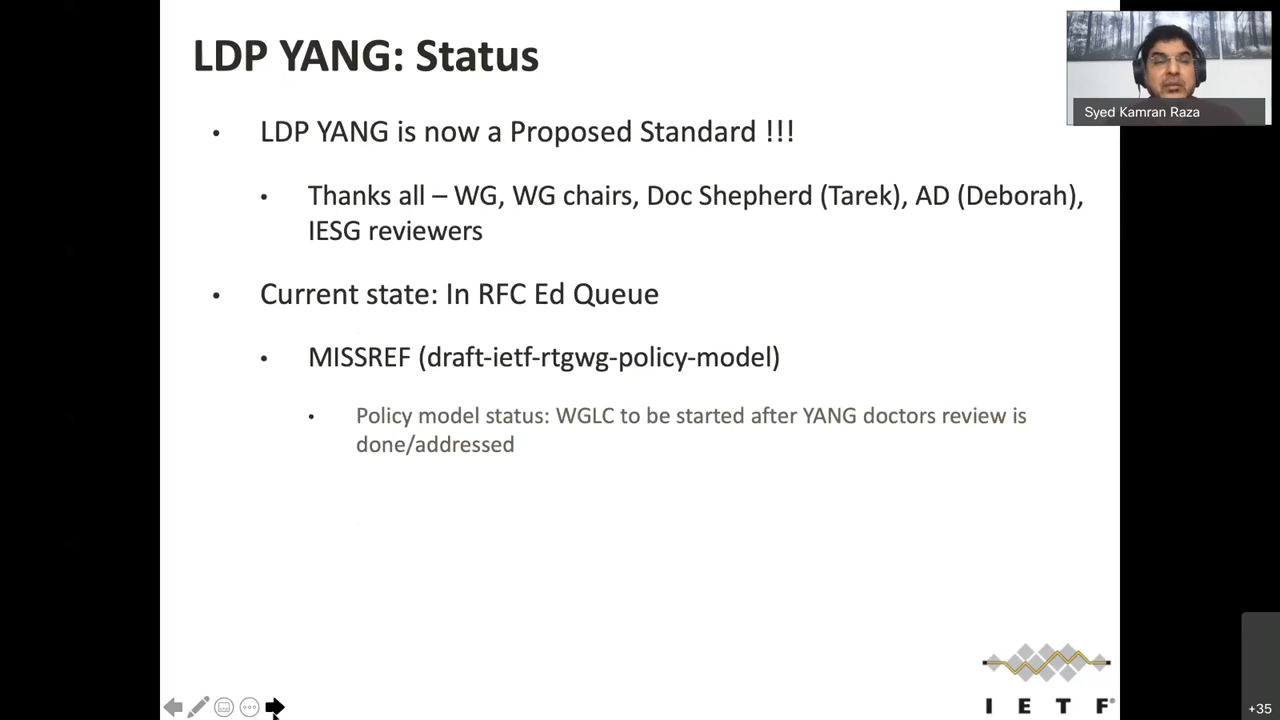 LDP YANG: Status
Syed Kamran Raza
• LDP YANG is now a Proposed Standard !!!
• Thanks all – WG, WG chairs, Doc Shepherd (Tarek), AD (Deborah),
IESG reviewers
• Current state: In RFC Ed Queue
• MISSREF (draft-ietf-rtgwg-policy-model)
• Policy model status: WGLC to be started after YANG doctors review is
done/addressed
I E T F®
+35